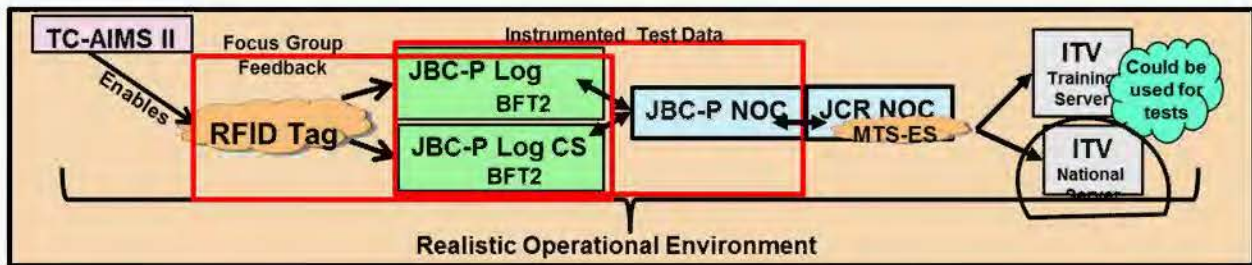 TC-AIMS II
Enables
Focus Group
Feedback
RFID Tag
Instrumented Test Data
JBC-P Log
BFT2
JBC-P Log CS
BFT2
JBC-P NOC
JCR NOC
MTS-ES
ITV
Training
Server
Could be
used for
tests
ITV
National
Server
Realistic Operational Environment